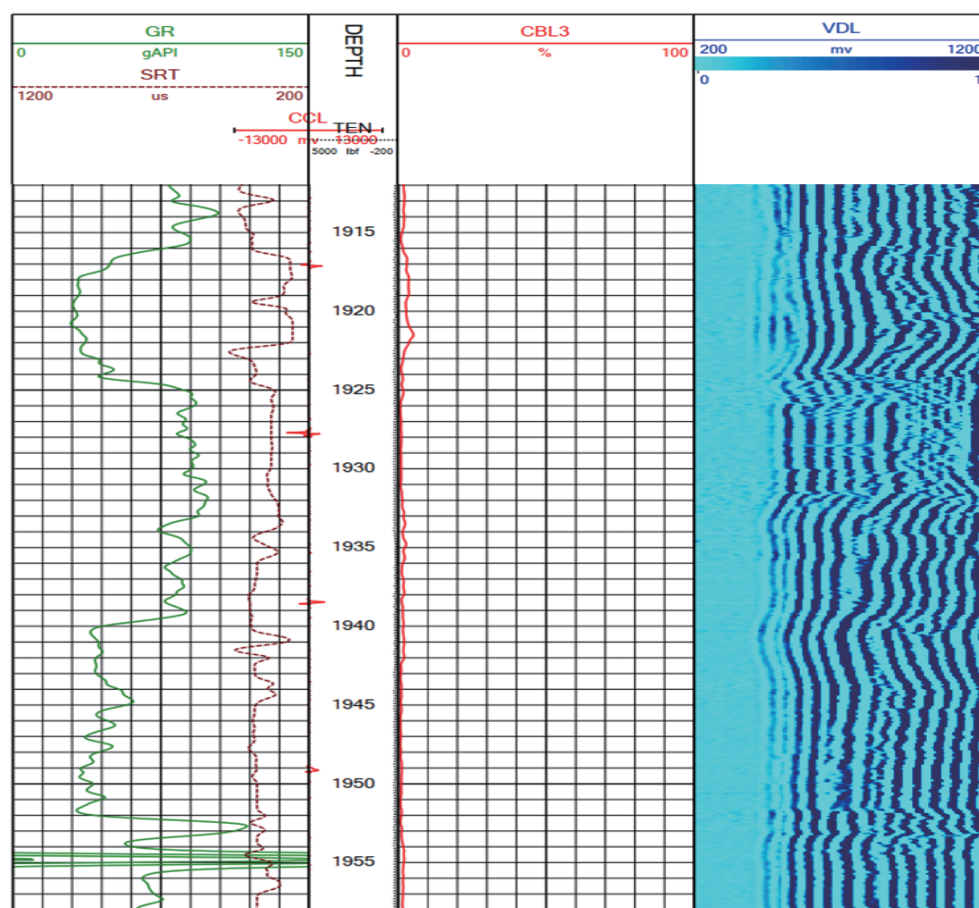 GR
0 gAPI 150
SRT
1200 us 200
CCL
-13000 mv 13000
DEPTH
TEN
5000 lbf -200
CBL3
0 % 100
VDL
200 mv 1200
0 1
1915
1920
1925
1930
1935
1940
1945
1950
1955